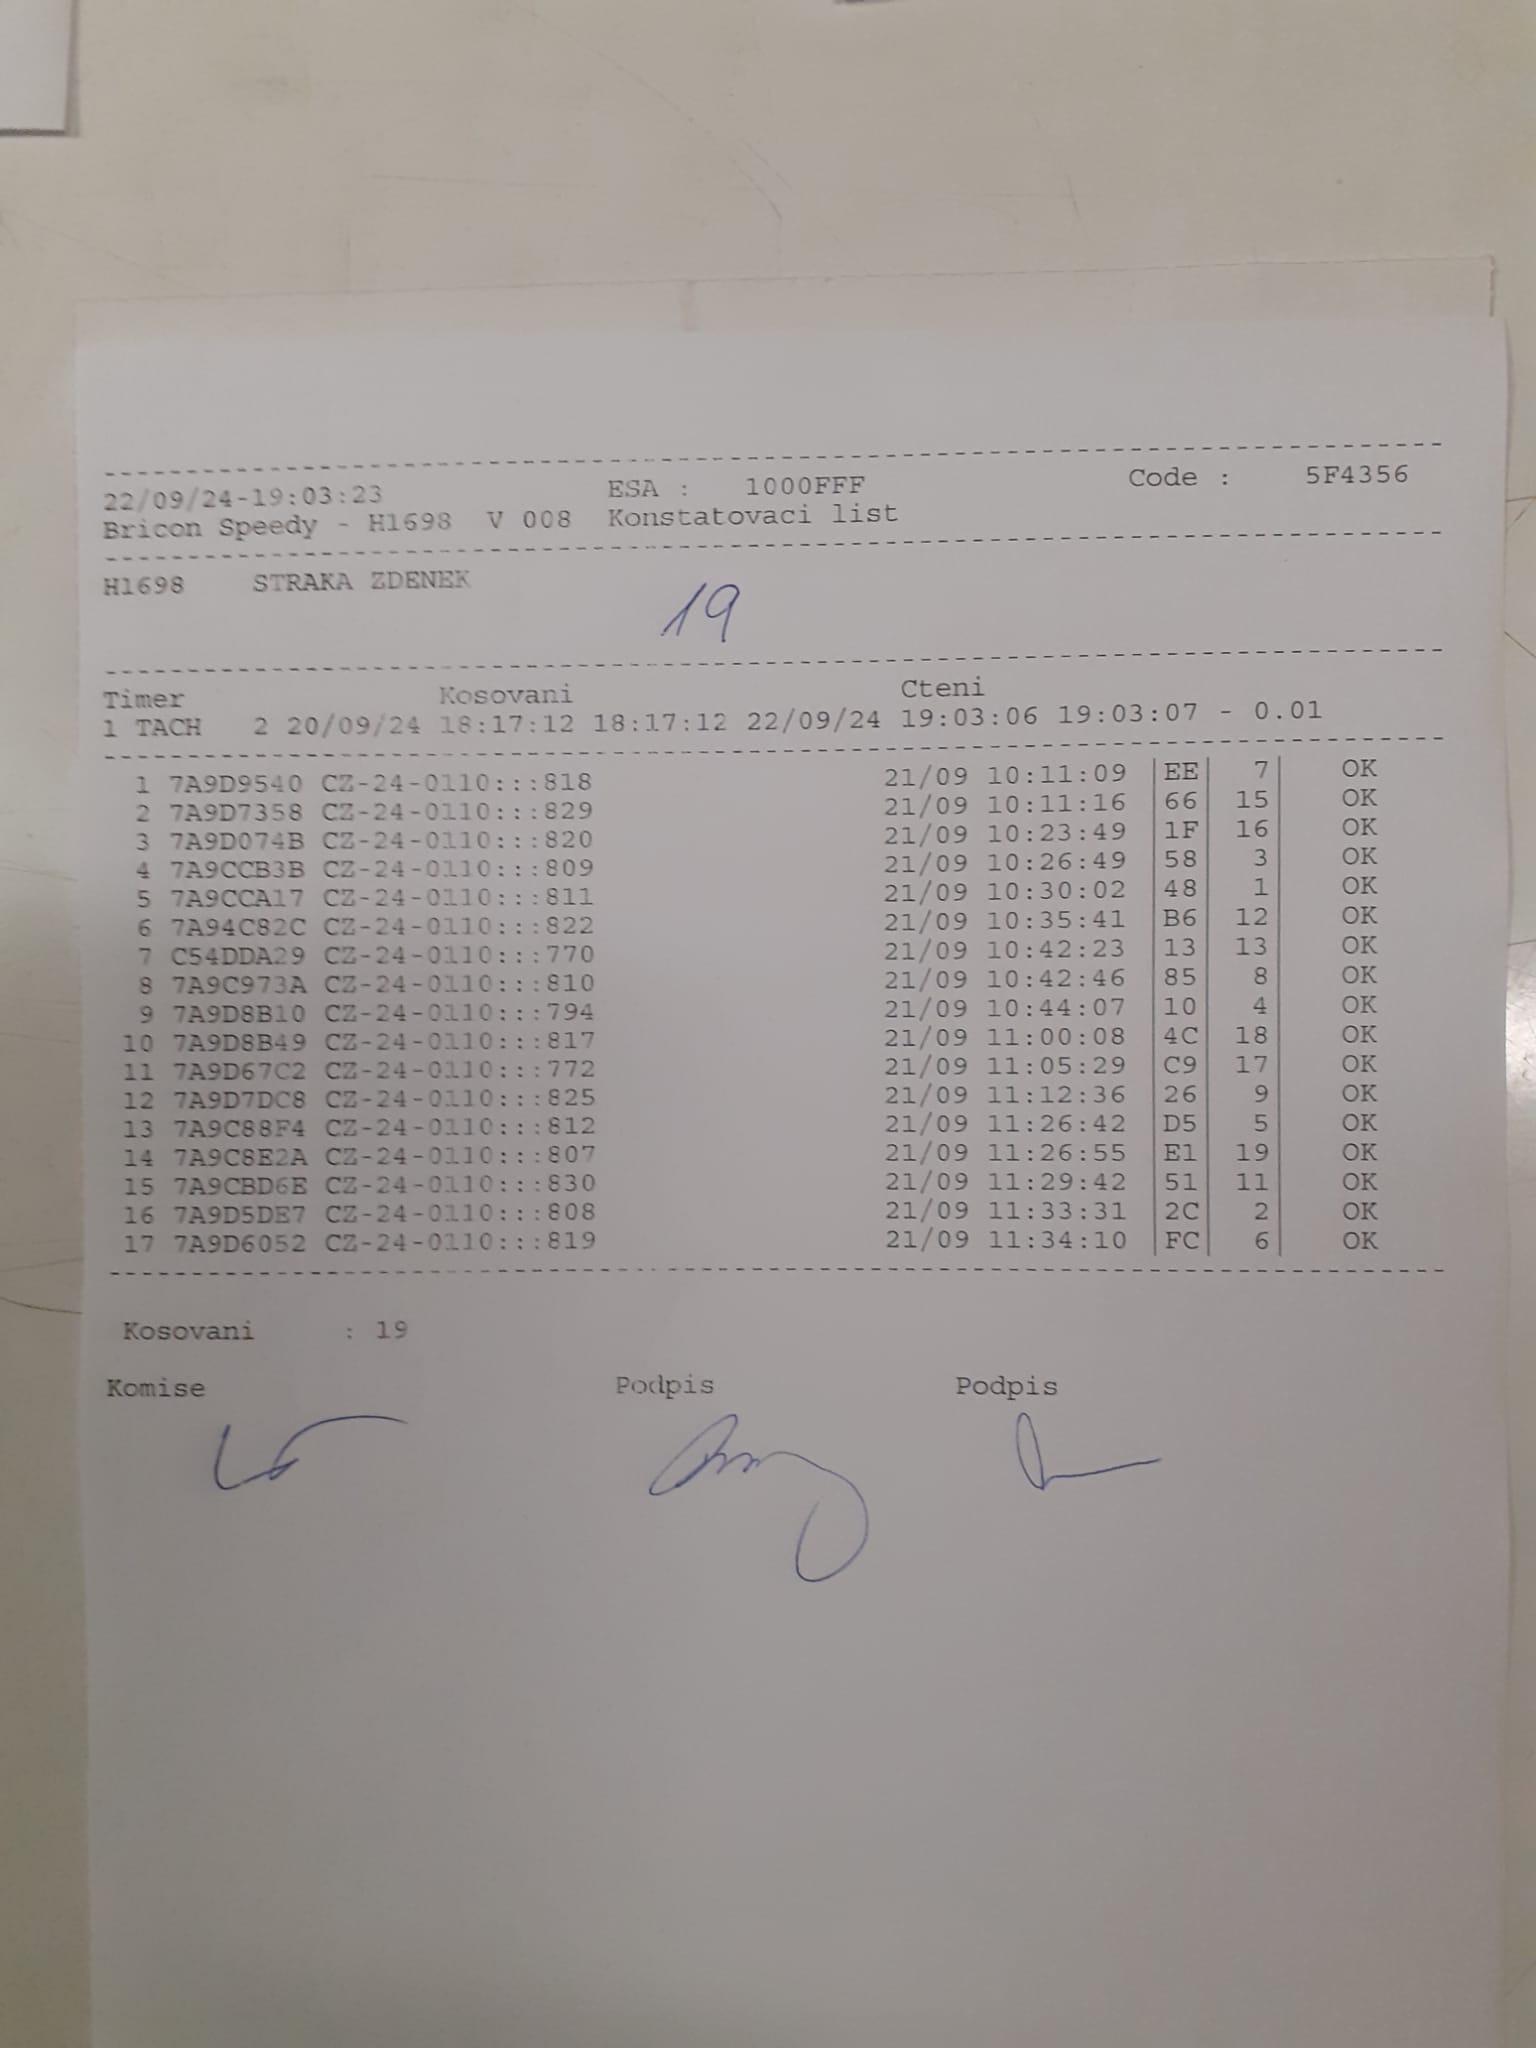 22/09/24-19:03:23 ESA : 1000FFF Code : 5F4356
Bricon Speedy - H1698 V 008 Konstatovaci list
H1698 STRAKA ZDENEK
19
Timer Kosovani Cteni
1 TACH 2 20/09/24 18:17:12 18:17:12 22/09/24 19:03:06 19:03:07 - 0.01
1 7A9D9540 CZ-24-0110:::818 21/09 10:11:09 |EE| 7| OK
2 7A9D7358 CZ-24-0110:::829 21/09 10:11:16 |66| 15| OK
3 7A9D074B CZ-24-0110:::820 21/09 10:23:49 |1F| 16| OK
4 7A9CCB3B CZ-24-0110:::809 21/09 10:26:49 |58| 3| OK
5 7A9CCA17 CZ-24-0110:::811 21/09 10:30:02 |48| 1| OK
6 7A94C82C CZ-24-0110:::822 21/09 10:35:41 |B6| 12| OK
7 C54DDA29 CZ-24-0110:::770 21/09 10:42:23 |13| 13| OK
8 7A9C973A CZ-24-0110:::810 21/09 10:42:46 |85| 8| OK
9 7A9D8B10 CZ-24-0110:::794 21/09 10:44:07 |10| 4| OK
10 7A9D8B49 CZ-24-0110:::817 21/09 11:00:08 |4C| 18| OK
11 7A9D67C2 CZ-24-0110:::772 21/09 11:05:29 |C9| 17| OK
12 7A9D7DC8 CZ-24-0110:::825 21/09 11:12:36 |26| 9| OK
13 7A9C88F4 CZ-24-0110:::812 21/09 11:26:42 |D5| 5| OK
14 7A9C8E2A CZ-24-0110:::807 21/09 11:26:55 |E1| 19| OK
15 7A9CBD6E CZ-24-0110:::830 21/09 11:29:42 |51| 11| OK
16 7A9D5DE7 CZ-24-0110:::808 21/09 11:33:31 |2C| 2| OK
17 7A9D6052 CZ-24-0110:::819 21/09 11:34:10 |FC| 6| OK
Kosovani : 19
Komise Podpis Podpis